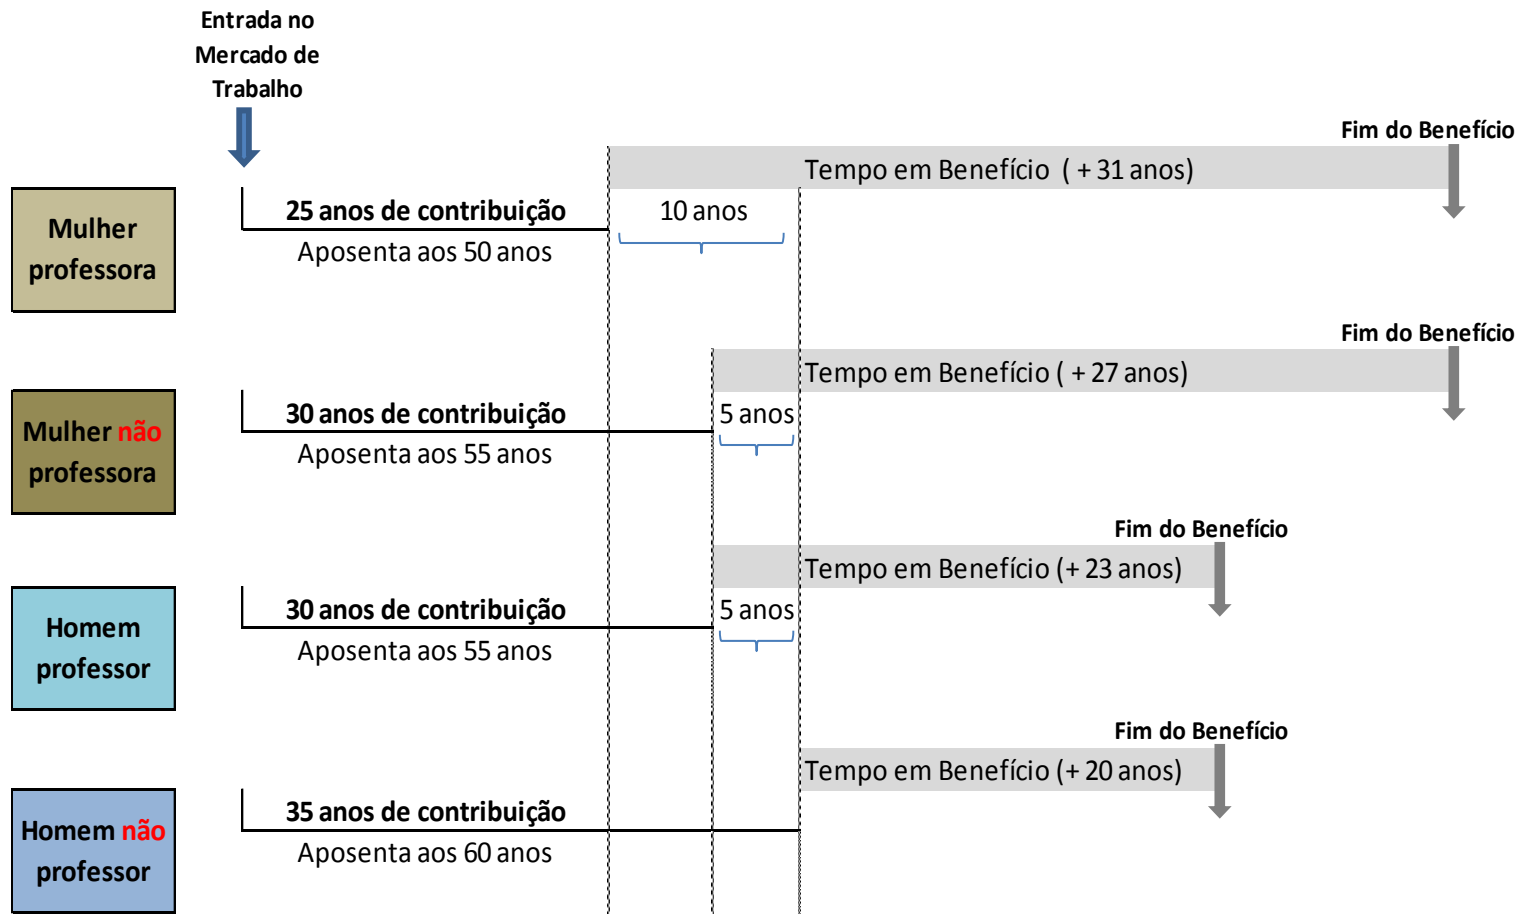 Entrada no
Mercado de
Trabalho
Fim do Benefício
Tempo em Benefício ( + 31 anos)
Mulher
professora
25 anos de contribuição
10 anos
Aposenta aos 50 anos
Fim do Benefício
Tempo em Benefício ( + 27 anos)
Mulher não
professora
30 anos de contribuição
5 anos
Aposenta aos 55 anos
Fim do Benefício
Tempo em Benefício (+ 23 anos)
Homem
professor
30 anos de contribuição
5 anos
Aposenta aos 55 anos
Fim do Benefício
Tempo em Benefício (+ 20 anos)
Homem não
professor
35 anos de contribuição
Aposenta aos 60 anos